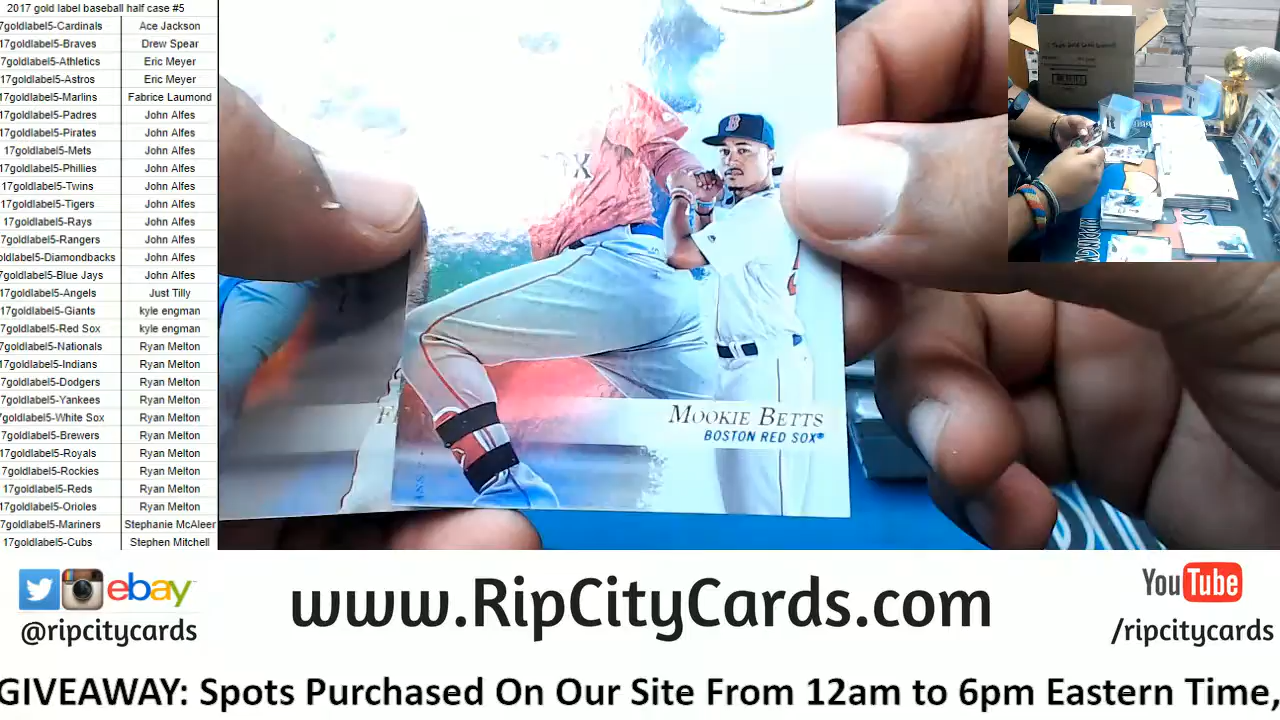 2017 gold label baseball half case #5
7goldlabel5-Cardinals Ace Jackson
17goldlabel5-Braves Drew Spear
7goldlabel5-Athletics Eric Meyer
17goldlabel5-Astros Eric Meyer
17goldlabel5-Marlins Fabrice Laumond
17goldlabel5-Padres John Alfes
17goldlabel5-Pirates John Alfes
17goldlabel5-Mets John Alfes
17goldlabel5-Phillies John Alfes
17goldlabel5-Twins John Alfes
17goldlabel5-Tigers John Alfes
17goldlabel5-Rays John Alfes
17goldlabel5-Rangers John Alfes
oldlabel5-Diamondbacks John Alfes
7goldlabel5-Blue Jays John Alfes
17goldlabel5-Angels Just Tilly
17goldlabel5-Giants kyle engman
17goldlabel5-Red Sox kyle engman
7goldlabel5-Nationals Ryan Melton
17goldlabel5-Indians Ryan Melton
17goldlabel5-Dodgers Ryan Melton
17goldlabel5-Yankees Ryan Melton
7goldlabel5-White Sox Ryan Melton
17goldlabel5-Brewers Ryan Melton
17goldlabel5-Royals Ryan Melton
17goldlabel5-Rockies Ryan Melton
17goldlabel5-Reds Ryan Melton
17goldlabel5-Orioles Ryan Melton
7goldlabel5-Mariners Stephanie McAleer
17goldlabel5-Cubs Stephen Mitchell
B
MOOKIE BETTS
BOSTON RED SOX
ebay
@ripcitycards
www.RipCityCards.com
YouTube
/ripcitycards
GIVEAWAY: Spots Purchased On Our Site From 12am to 6pm Eastern Time,